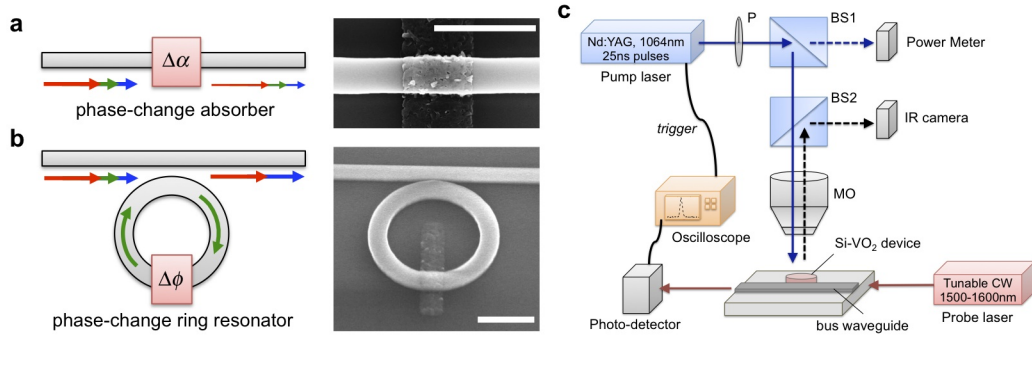 a
Δα
phase-change absorber
b
Δϕ
phase-change ring resonator
c
Nd:YAG, 1064nm
25ns pulses
Pump laser
P
BS1
Power Meter
BS2
IR camera
trigger
MO
Oscilloscope
Si-VO₂ device
Tunable CW
1500-1600nm
Probe laser
Photo-detector
bus waveguide